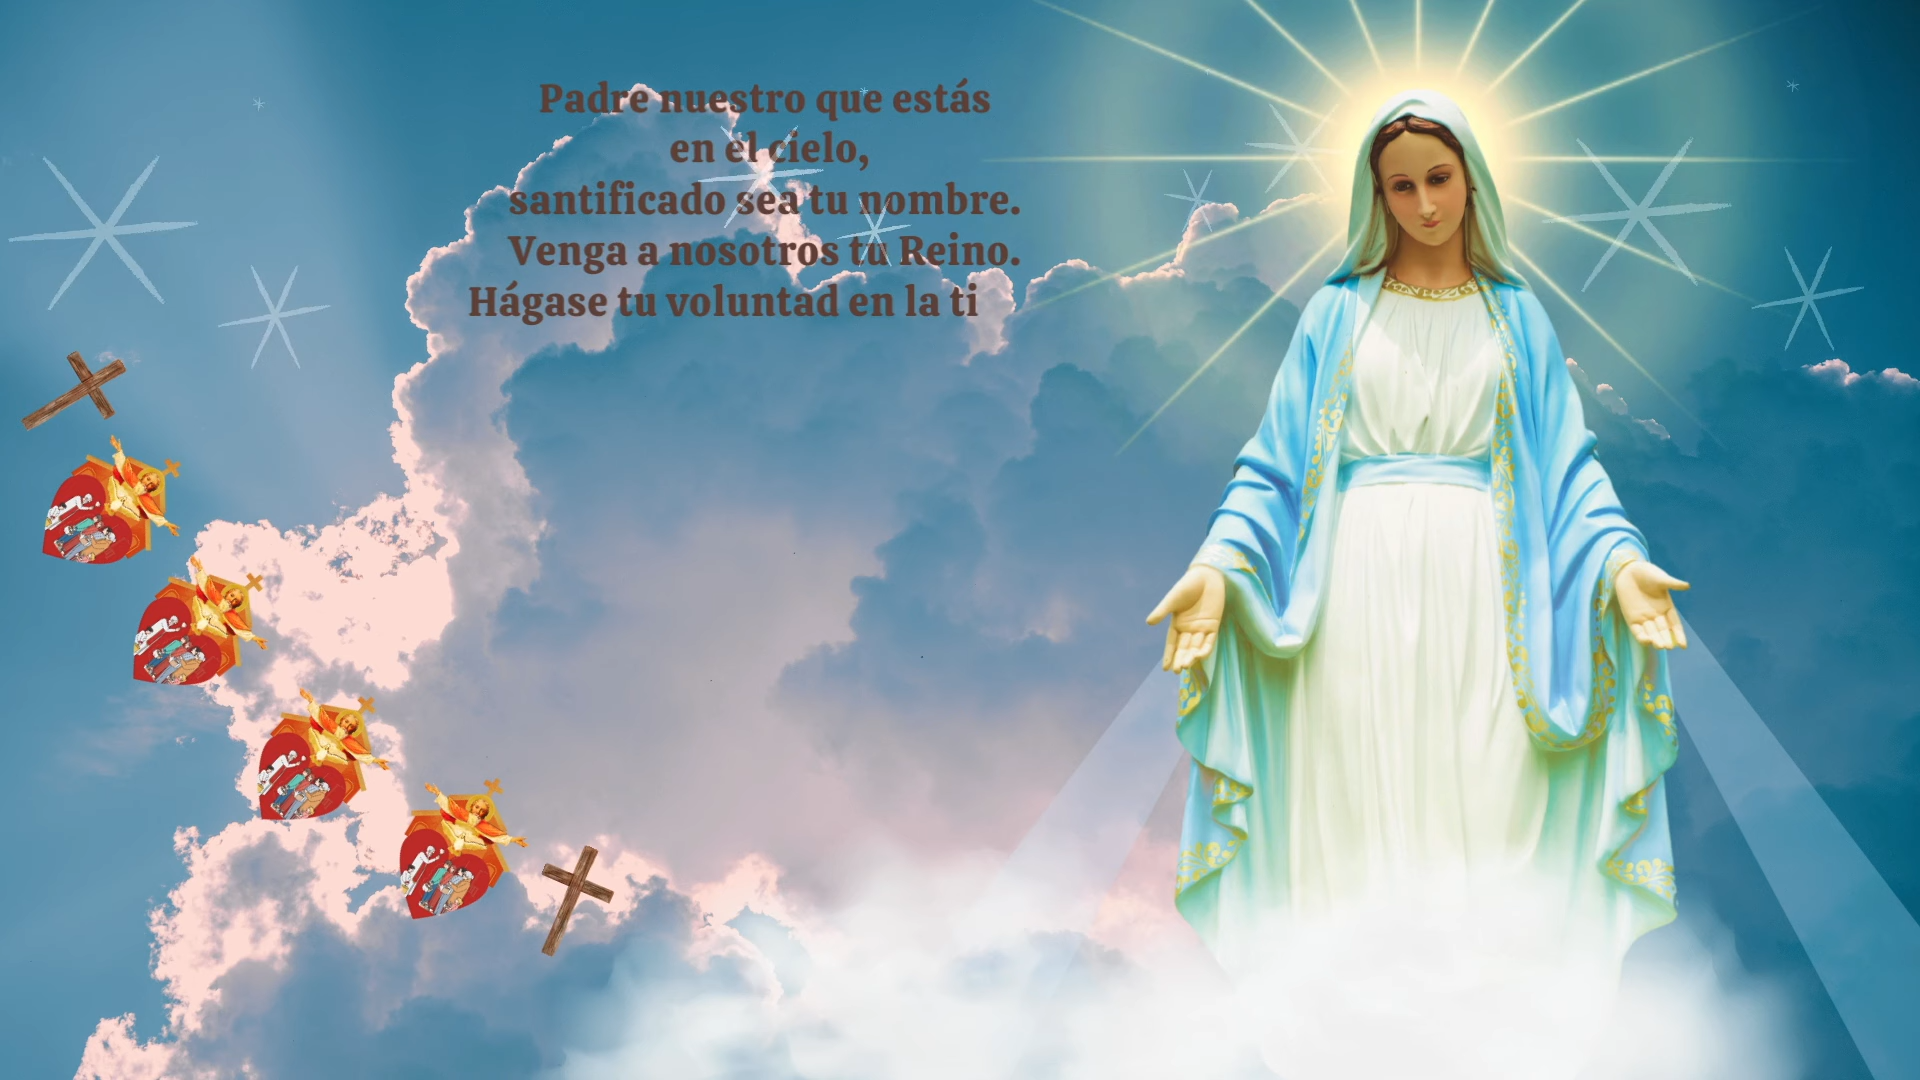 Padre nuestro que estás
en el cielo,
santificado sea tu nombre.
Venga a nosotros tu Reino.
Hágase tu voluntad en la ti